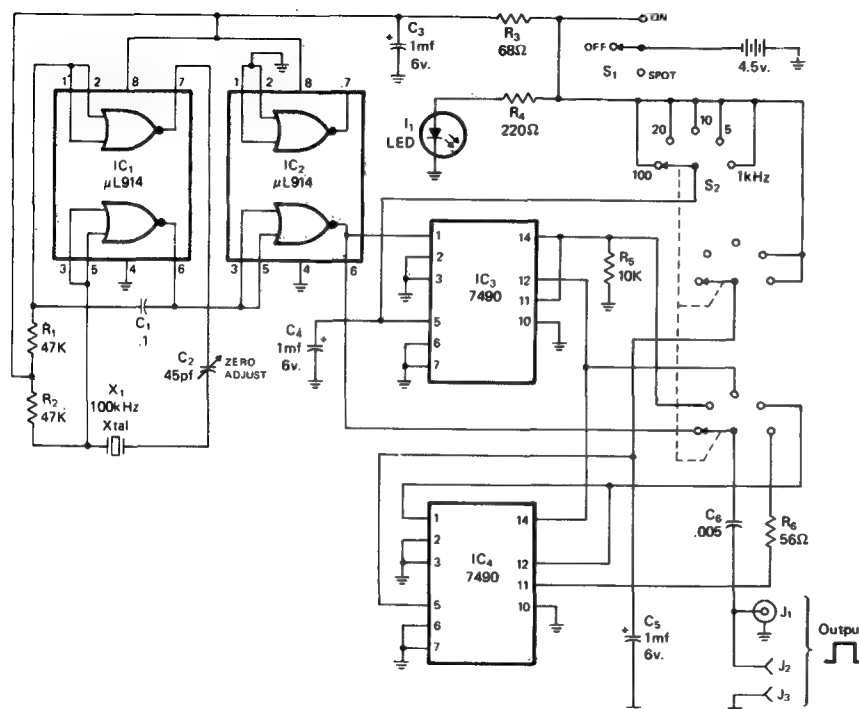 C3
1mf
6v.
R3
68Ω
ON
OFF
S1
SPOT
4.5v.
1 2 8 7
IC1
μL914
3 5 4 6
1 2 8 7
IC2
μL914
3 5 4 6
I1
LED
R4
220Ω
20
10
5
100
S2
1kHz
R1
47K
R2
47K
C1
.1
C2
45pf
ZERO
ADJUST
X1
100kHz
Xtal
C4
1mf
6v.
1
2
3
5
6
7
IC3
7490
14
12
11
10
R5
10K
1
2
3
5
6
7
IC4
7490
14
12
11
10
C6
.005
R6
56Ω
C5
1mf
6v.
J1
J2
J3
Output